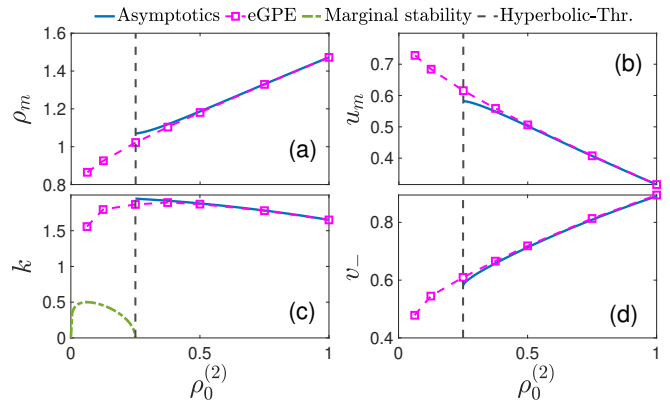 Asymptotics eGPE Marginal stability Hyperbolic-Thr.
1.6
1.4
1.2
1
0.8
ρ_m
(a)
0.7
0.6
0.5
0.4
u_m
(b)
1.5
1
0.5
0
k
(c)
0 0.5 1
ρ_0^{(2)}
0.8
0.6
0.4
v_−
(d)
0 0.5 1
ρ_0^{(2)}